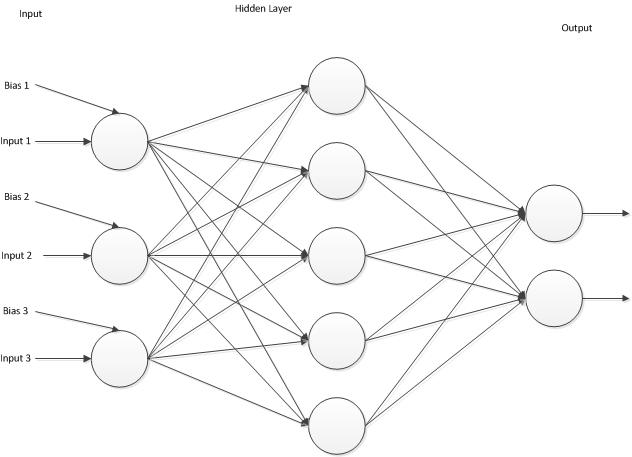 Input
Hidden Layer
Output
Bias 1
Input 1
Bias 2
Input 2
Bias 3
Input 3